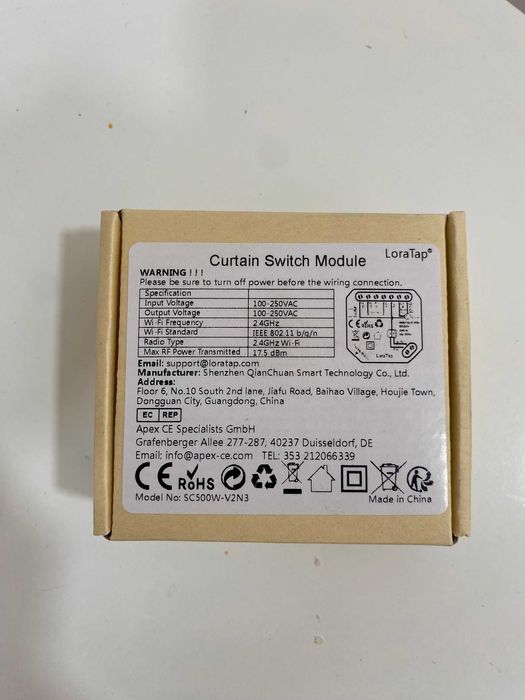 Curtain Switch Module
LoraTap®
WARNING ! ! !
Please be sure to turn off power before the wiring connection.
Specification
Input Voltage 100-250VAC
Output Voltage 100-250VAC
Wi-Fi Frequency 2.4GHz
Wi-Fi Standard IEEE 802.11 b/g/n
Radio Type 2.4GHz Wi-Fi
Max RF Power Transmitted 17.5 dBm
CE RoHS
LoraTap
Email: support@loratap.com
Manufacturer: Shenzhen QianChuan Smart Technology Co., Ltd.
Address:
Floor 6, No.10 South 2nd lane, Jiafu Road, Baihao Village, Houjie Town,
Dongguan City, Guangdong, China
EC REP
Apex CE Specialists GmbH
Grafenberger Allee 277-287, 40237 Duisseldorf, DE
Email: info@apex-ce.com TEL: 353 212066339
CE RoHS
Model No: SC500W-V2N3
Made in China